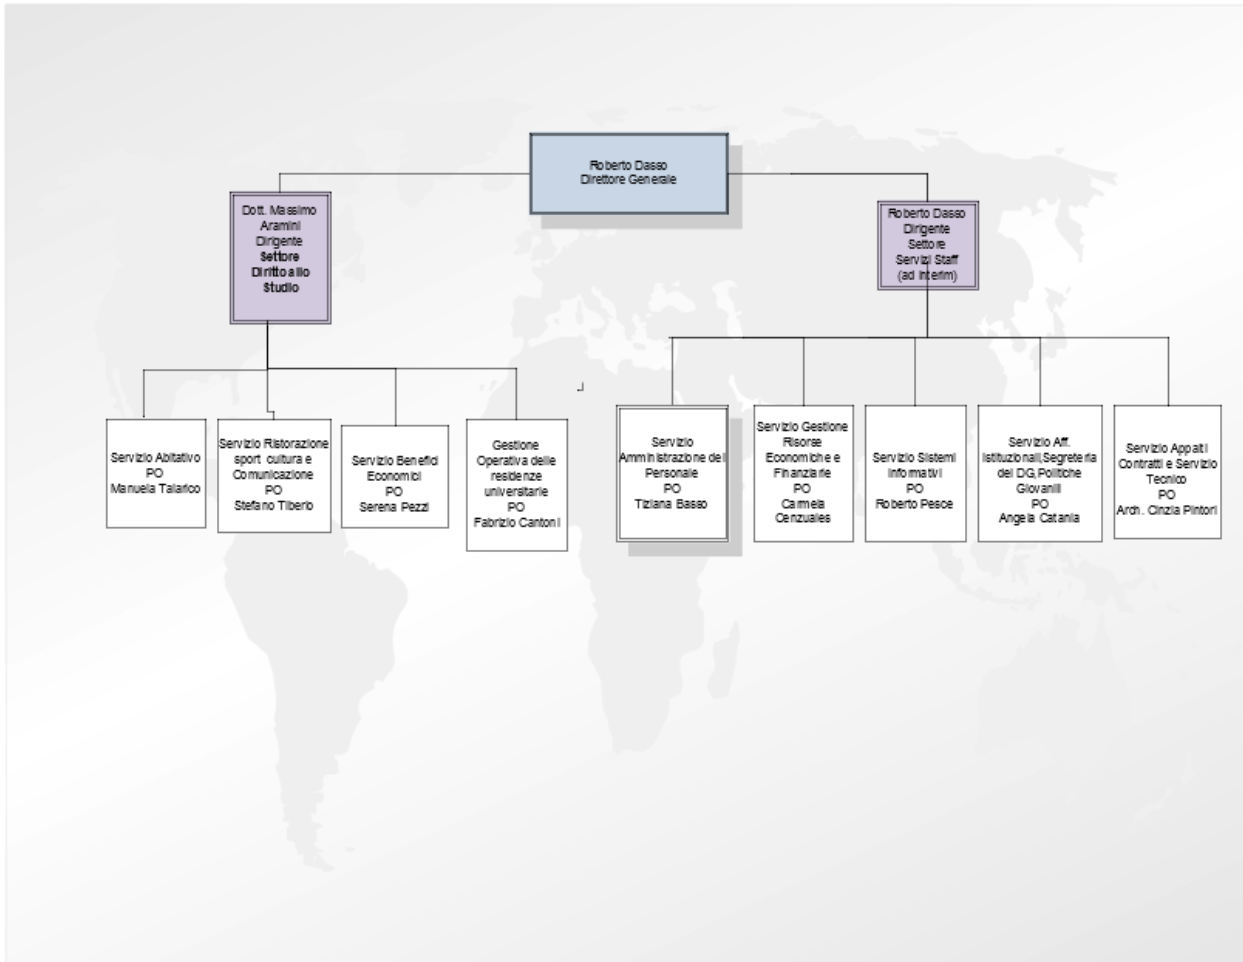 Roberto Dasso
Direttore Generale
Dott. Massimo
Aramini
Dirigente
Settore
Diritto allo
Studio
Roberto Dasso
Dirigente
Settore
Servizi Staff
(ad interim)
Servizio Abitativo
PO
Manuela Talarico
Servizio Ristorazione
sport cultura e
Comunicazione
PO
Stefano Tiberio
Servizio Benefici
Economici
PO
Serena Pezzi
Gestione
Operativa delle
residenze
universitarie
PO
Fabrizio Cantoni
Servizio
Amministrazione del
Personale
PO
Tiziana Basso
Servizio Gestione
Risorse
Economiche e
Finanziarie
PO
Carmela
Cenzuales
Servizio Sistemi
Informativi
PO
Roberto Pesce
Servizio Aff.
Istituzionali,Segreteria
del DG,Politiche
Giovanili
PO
Angela Catania
Servizio Appalti
Contratti e Servizio
Tecnico
PO
Arch. Cinzia Pintori